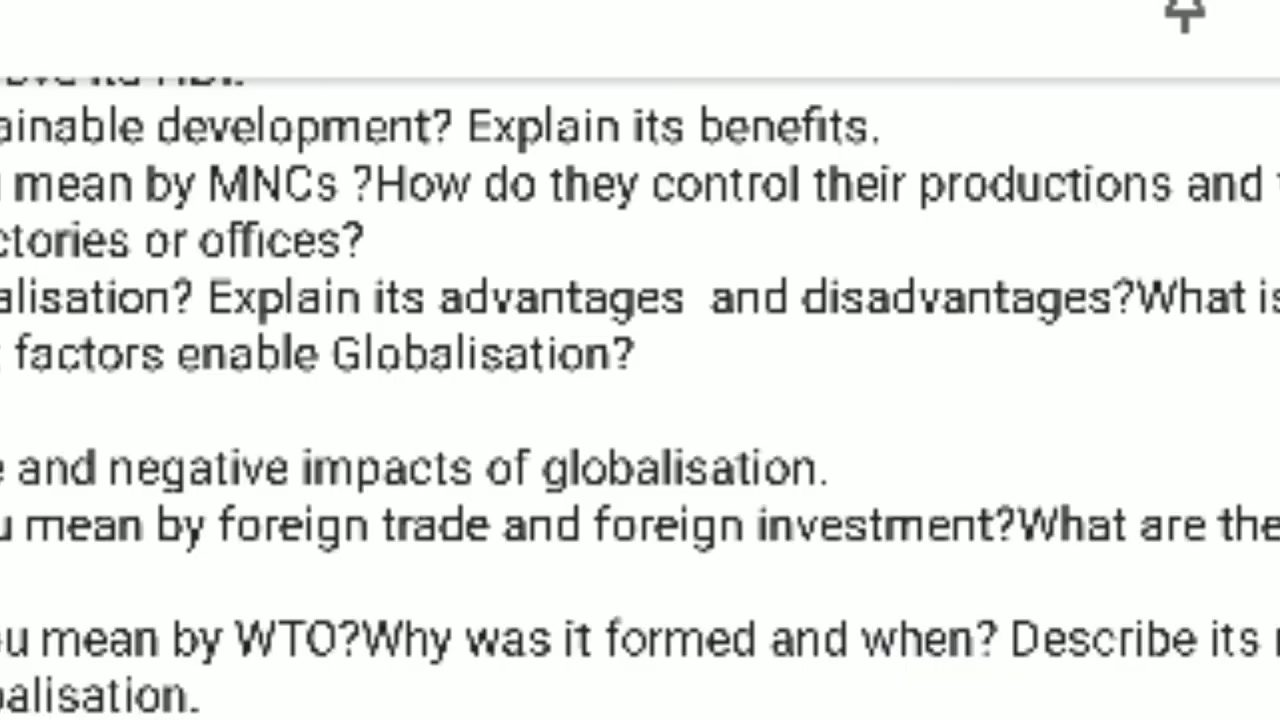 ainable development? Explain its benefits.
mean by MNCs ?How do they control their productions and
ctories or offices?
alisation? Explain its advantages  and disadvantages?What is
factors enable Globalisation?
e and negative impacts of globalisation.
u mean by foreign trade and foreign investment?What are the
ou mean by WTO?Why was it formed and when? Describe its
balisation.